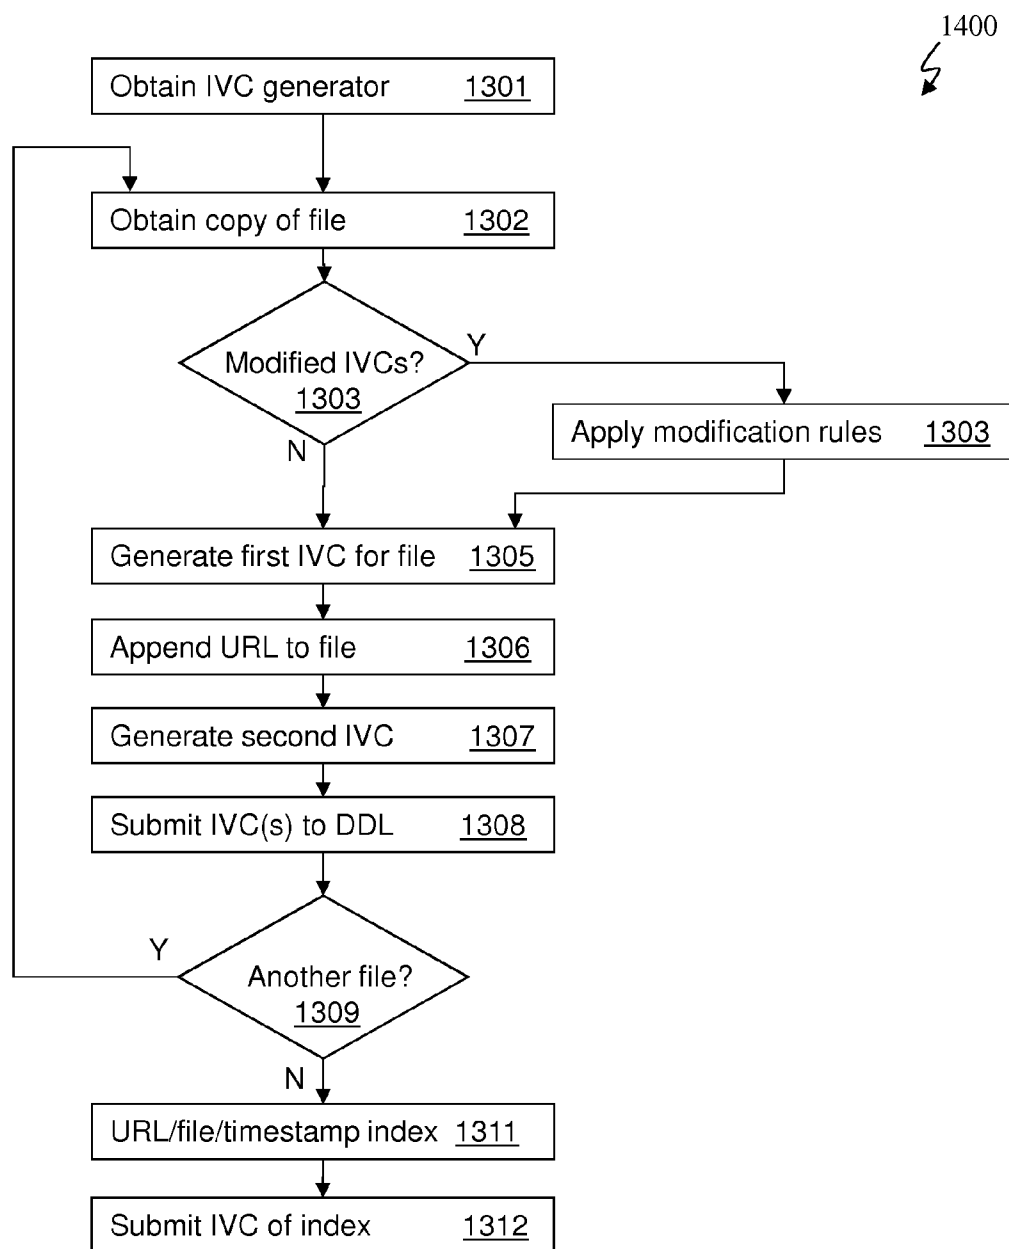 1400
Obtain IVC generator 1301
Obtain copy of file 1302
Y
Modified IVCs?
1303
Apply modification rules 1303
N
Generate first IVC for file 1305
Append URL to file 1306
Generate second IVC 1307
Submit IVC(s) to DDL 1308
Y
Another file?
1309
N
URL/file/timestamp index 1311
Submit IVC of index 1312